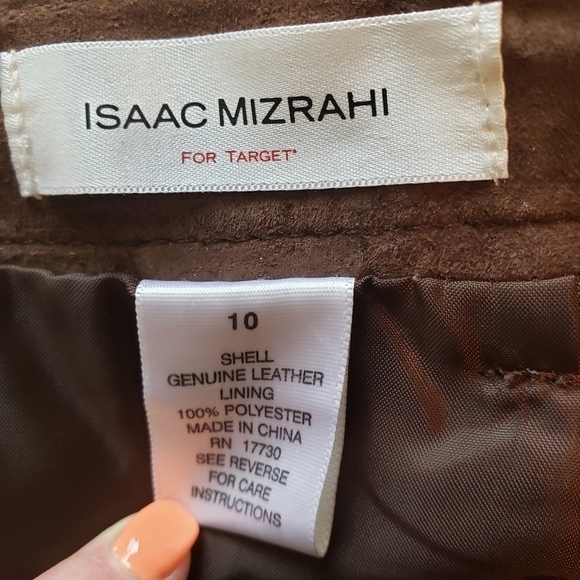 ISAAC MIZRAHI
FOR TARGET*
10
SHELL
GENUINE LEATHER
LINING
100% POLYESTER
MADE IN CHINA
RN 17730
SEE REVERSE
FOR CARE
INSTRUCTIONS